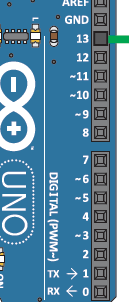 AREF
GND
13
12
~11
~10
~9
8
7
~6
~5
4
~3
2
TX → 1
RX ← 0
L
UNO
DIGITAL (PWM~)